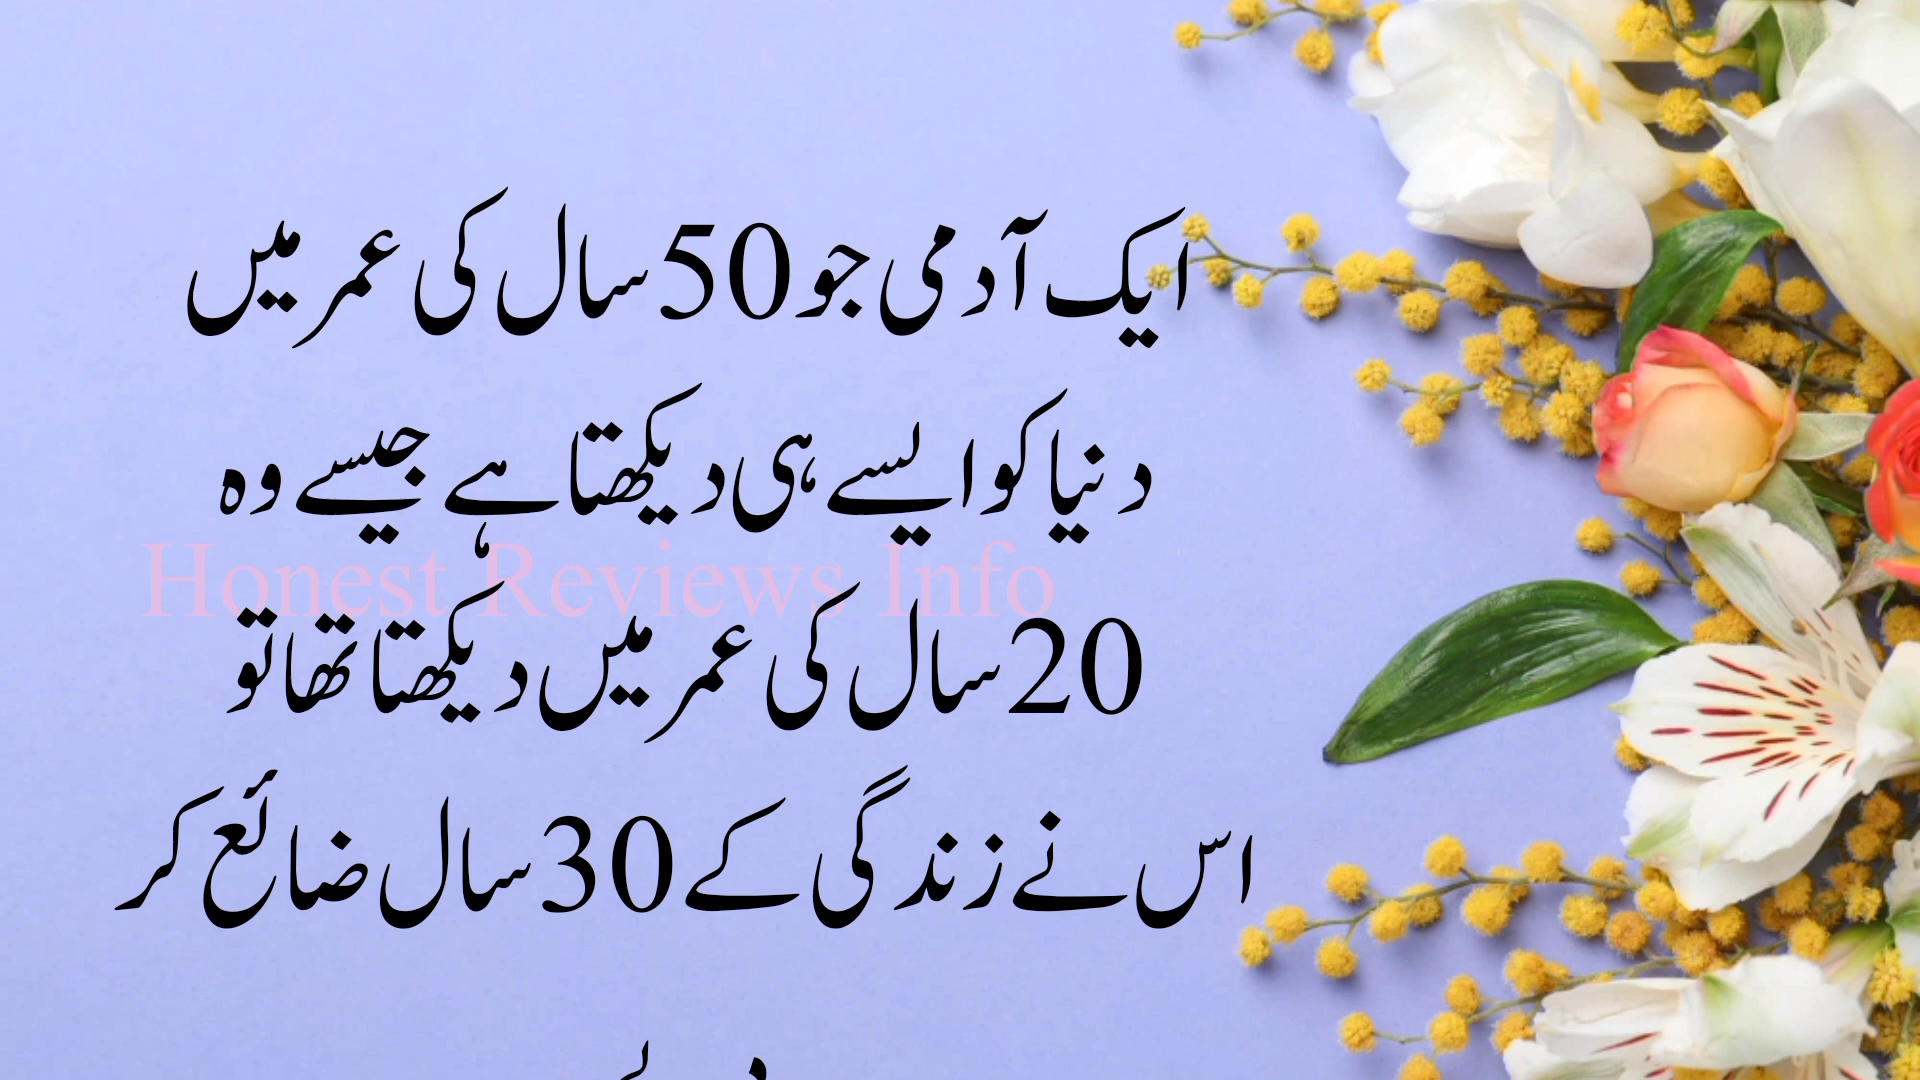 ایک آدمی جو 50 سال کی عمر میں
دنیا کو ایسے ہی دیکھتا ہے جیسے وہ
Honest Reviews Info
20 سال کی عمر میں دیکھتا تھا تو
اس نے زندگی کے 30 سال ضائع کر